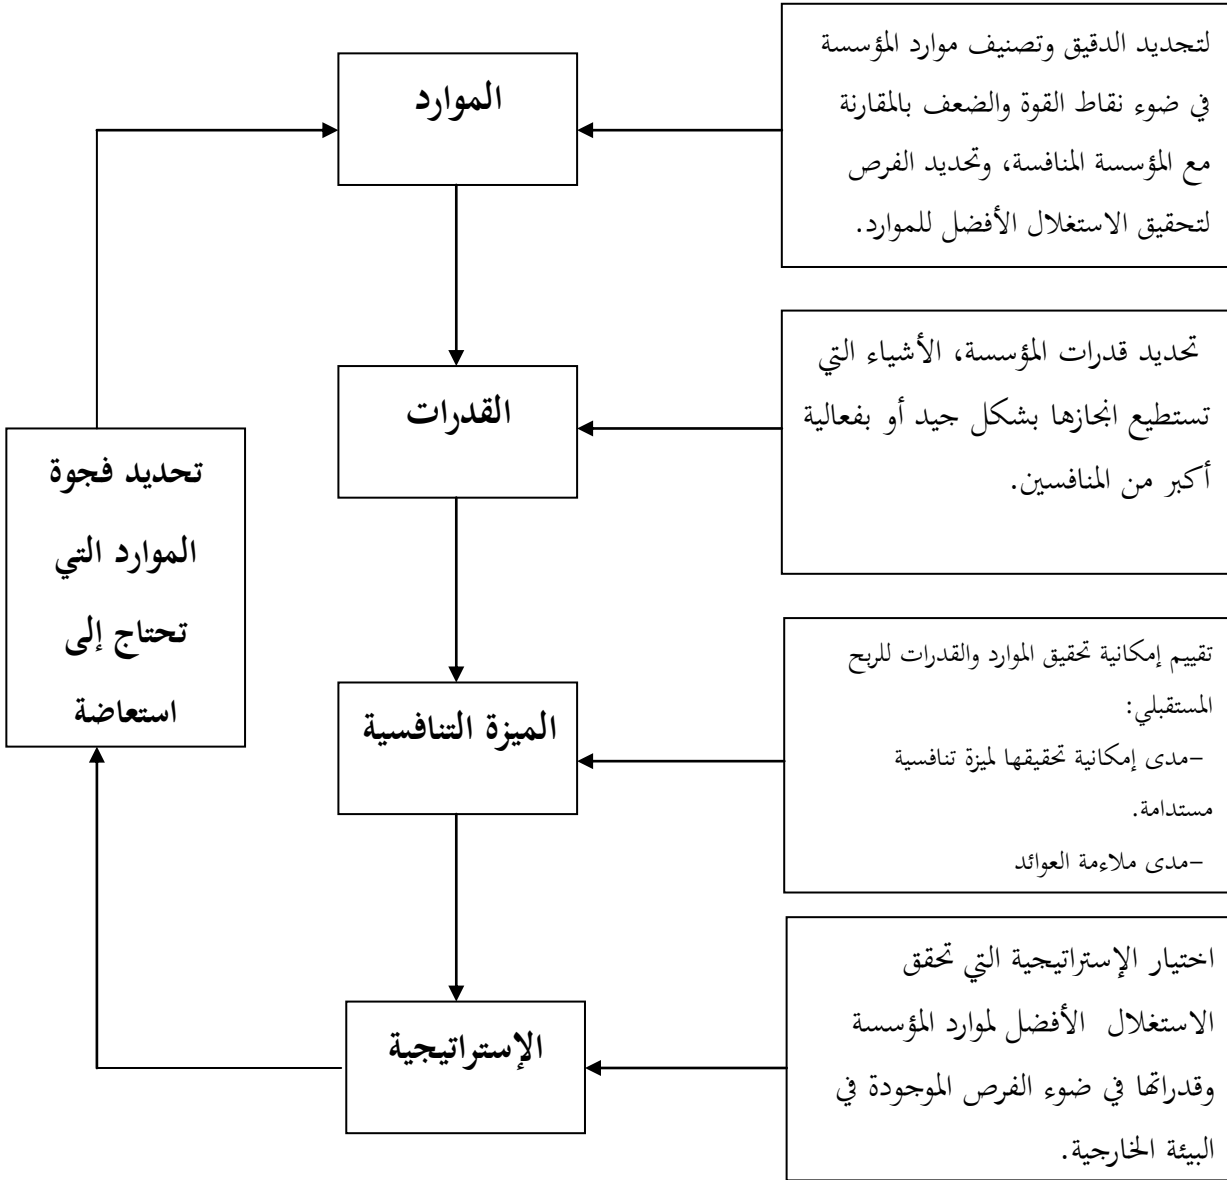 لتحديد الدقيق وتصنيف موارد المؤسسة
في ضوء نقاط القوة والضعف بالمقارنة
مع المؤسسة المنافسة، وتحديد الفرص
لتحقيق الاستغلال الأفضل للموارد.
الموارد
تحديد قدرات المؤسسة، الأشياء التي
تستطيع انجازها بشكل جيد أو بفعالية
أكبر من المنافسين.
القدرات
تحديد فجوة
الموارد التي
تحتاج إلى
استعاضة
تقييم إمكانية تحقيق الموارد والقدرات للربح
المستقبلي:
-مدى إمكانية تحقيقها لميزة تنافسية
مستدامة.
-مدى ملاءمة العوائد
الميزة التنافسية
اختيار الإستراتيجية التي تحقق
الاستغلال الأفضل لموارد المؤسسة
وقدراتها في ضوء الفرص الموجودة في
البيئة الخارجية.
الإستراتيجية